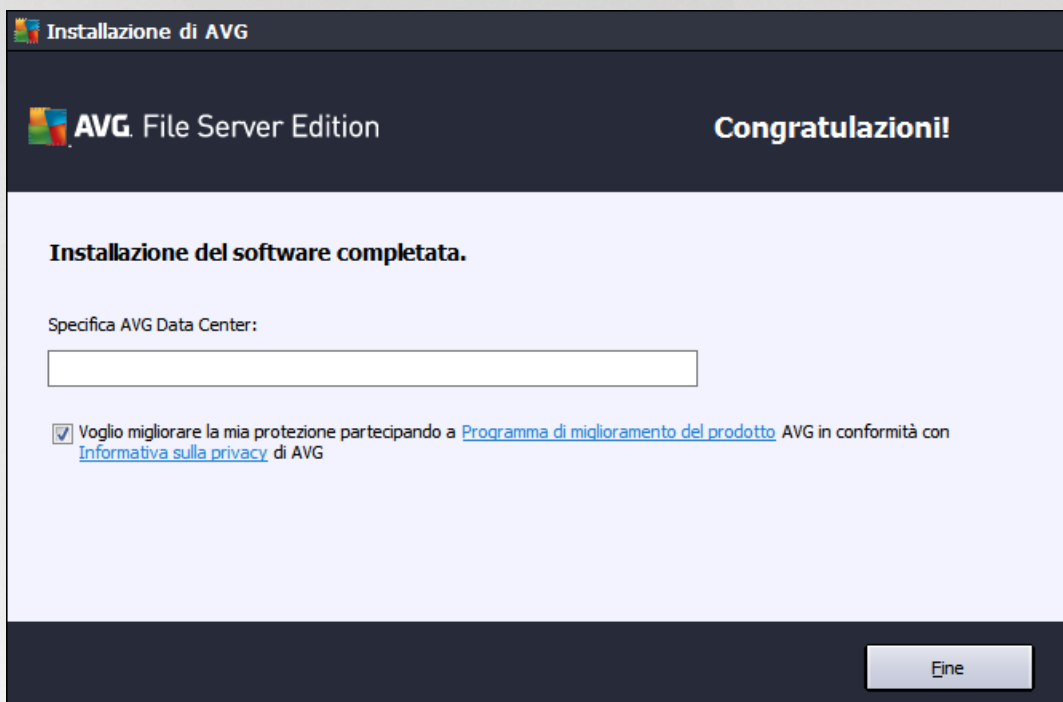 Installazione di AVG
AVG. File Server Edition
Congratulazioni!
Installazione del software completata.
Specifica AVG Data Center:
Voglio migliorare la mia protezione partecipando a Programma di miglioramento del prodotto AVG in conformità con
Informativa sulla privacy di AVG
Fine